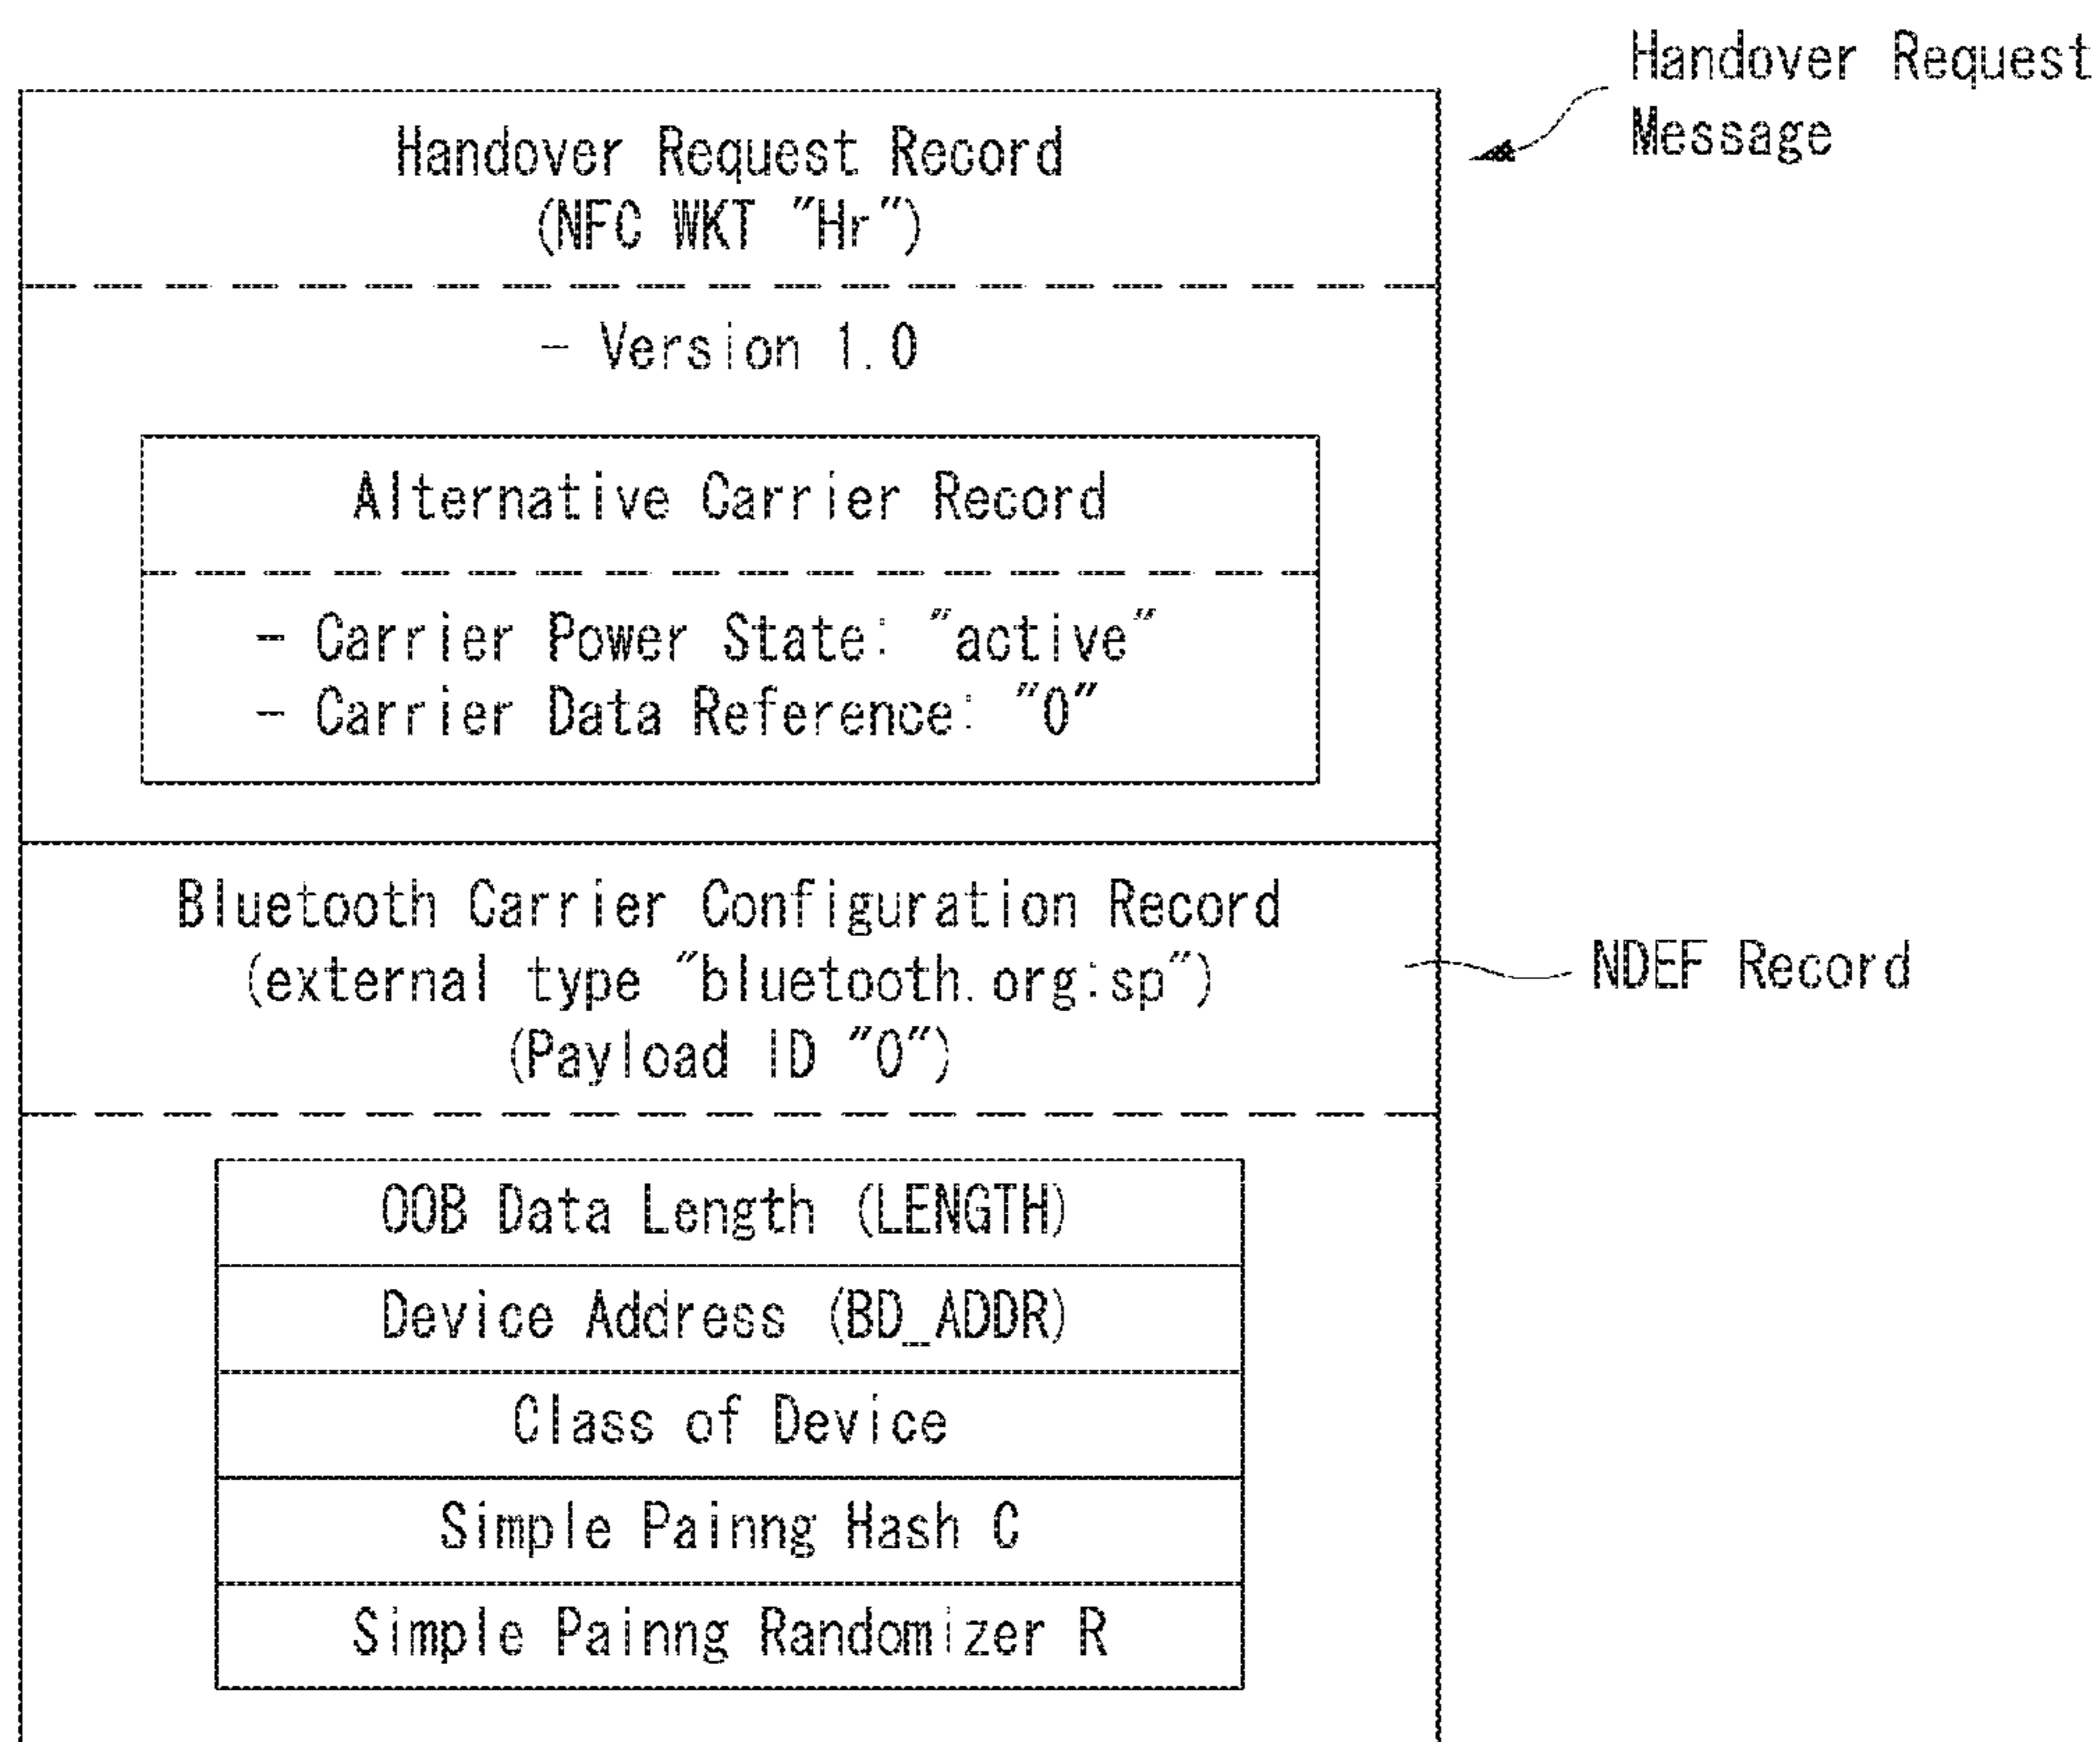 Handover Request
Message
Handover Request Record
(NFC WKT "Hr")
- Version 1.0
Alternative Carrier Record
- Carrier Power State: "active"
- Carrier Data Reference: "0"
Bluetooth Carrier Configuration Record
(external type "bluetooth.org:sp")
(Payload ID "0")
NDEF Record
OOB Data Length (LENGTH)
Device Address (BD_ADDR)
Class of Device
Simple Painng Hash C
Simple Painng Randomizer R